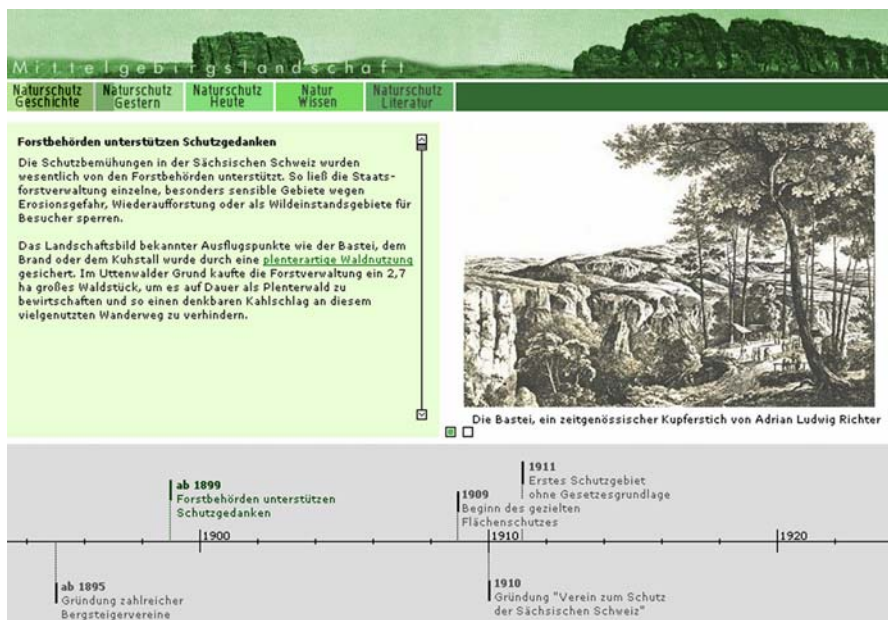 Mittelgebirgslandschaft
Naturschutz Geschichte
Naturschutz Gestern
Naturschutz Heute
Natur Wissen
Naturschutz Literatur
Forstbehörden unterstützen Schutzgedanken
Die Schutzbemühungen in der Sächsischen Schweiz wurden
wesentlich von den Forstbehörden unterstützt. So ließ die Staats-
forstverwaltung einzelne, besonders sensible Gebiete wegen
Erosionsgefahr, Wiederaufforstung oder als Wildeinstandsgebiete für
Besucher sperren.
Das Landschaftsbild bekannter Ausflugspunkte wie der Bastei, dem
Brand oder dem Kuhstall wurde durch eine plenterartige Waldnutzung
gesichert. Im Uttenwalder Grund kaufte die Forstverwaltung ein 2,7
ha großes Waldstück, um es auf Dauer als Plenterwald zu
bewirtschaften und so einen denkbaren Kahlschlag an diesem
vielgenutzten Wanderweg zu verhindern.
Die Bastei, ein zeitgenössischer Kupferstich von Adrian Ludwig Richter
ab 1899
Forstbehörden unterstützen
Schutzgedanken
1909
Beginn des gezielten
Flächenschutzes
1911
Erstes Schutzgebiet
ohne Gesetzesgrundlage
1900
1910
1920
ab 1895
Gründung zahlreicher
Bergsteigervereine
1910
Gründung "Verein zum Schutz
der Sächsischen Schweiz"